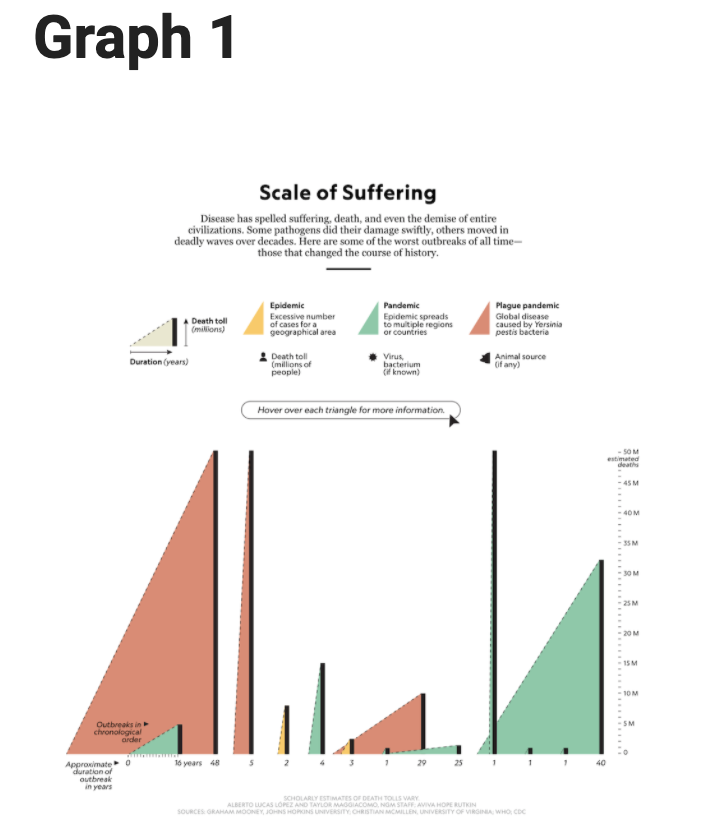 Graph 1
Scale of Suffering
Disease has spelled suffering, death, and even the demise of entire
civilizations. Some pathogens did their damage swiftly, others moved in
deadly waves over decades. Here are some of the worst outbreaks of all time—
those that changed the course of history.
Death toll
(millions)
Duration (years)
Epidemic
Excessive number
of cases for a
geographical area
Pandemic
Epidemic spreads
to multiple regions
or countries
Plague pandemic
Global disease
caused by Yersinia
pestis bacteria
Death toll
(millions of
people)
Virus,
bacterium
(if known)
Animal source
(if any)
Hover over each triangle for more information.
50 M
estimated
deaths
45 M
40 M
35 M
30 M
25 M
20 M
15 M
10 M
5 M
0
Outbreaks in
chronological
order
Approximate
duration of
outbreak
in years
0 16 years 48 5 2 4 3 1 29 25 1 1 1 40
SCHOLARLY ESTIMATES OF DEATH TOLLS VARY
ALBERTO LUCAS LÓPEZ AND TAYLOR MAGGIACOMO, NGM STAFF; AVIVA HOPE RUTKIN
SOURCES: GRAHAM MOONEY, JOHNS HOPKINS UNIVERSITY; CHRISTIAN MCMILLEN, UNIVERSITY OF VIRGINIA; WHO; CDC